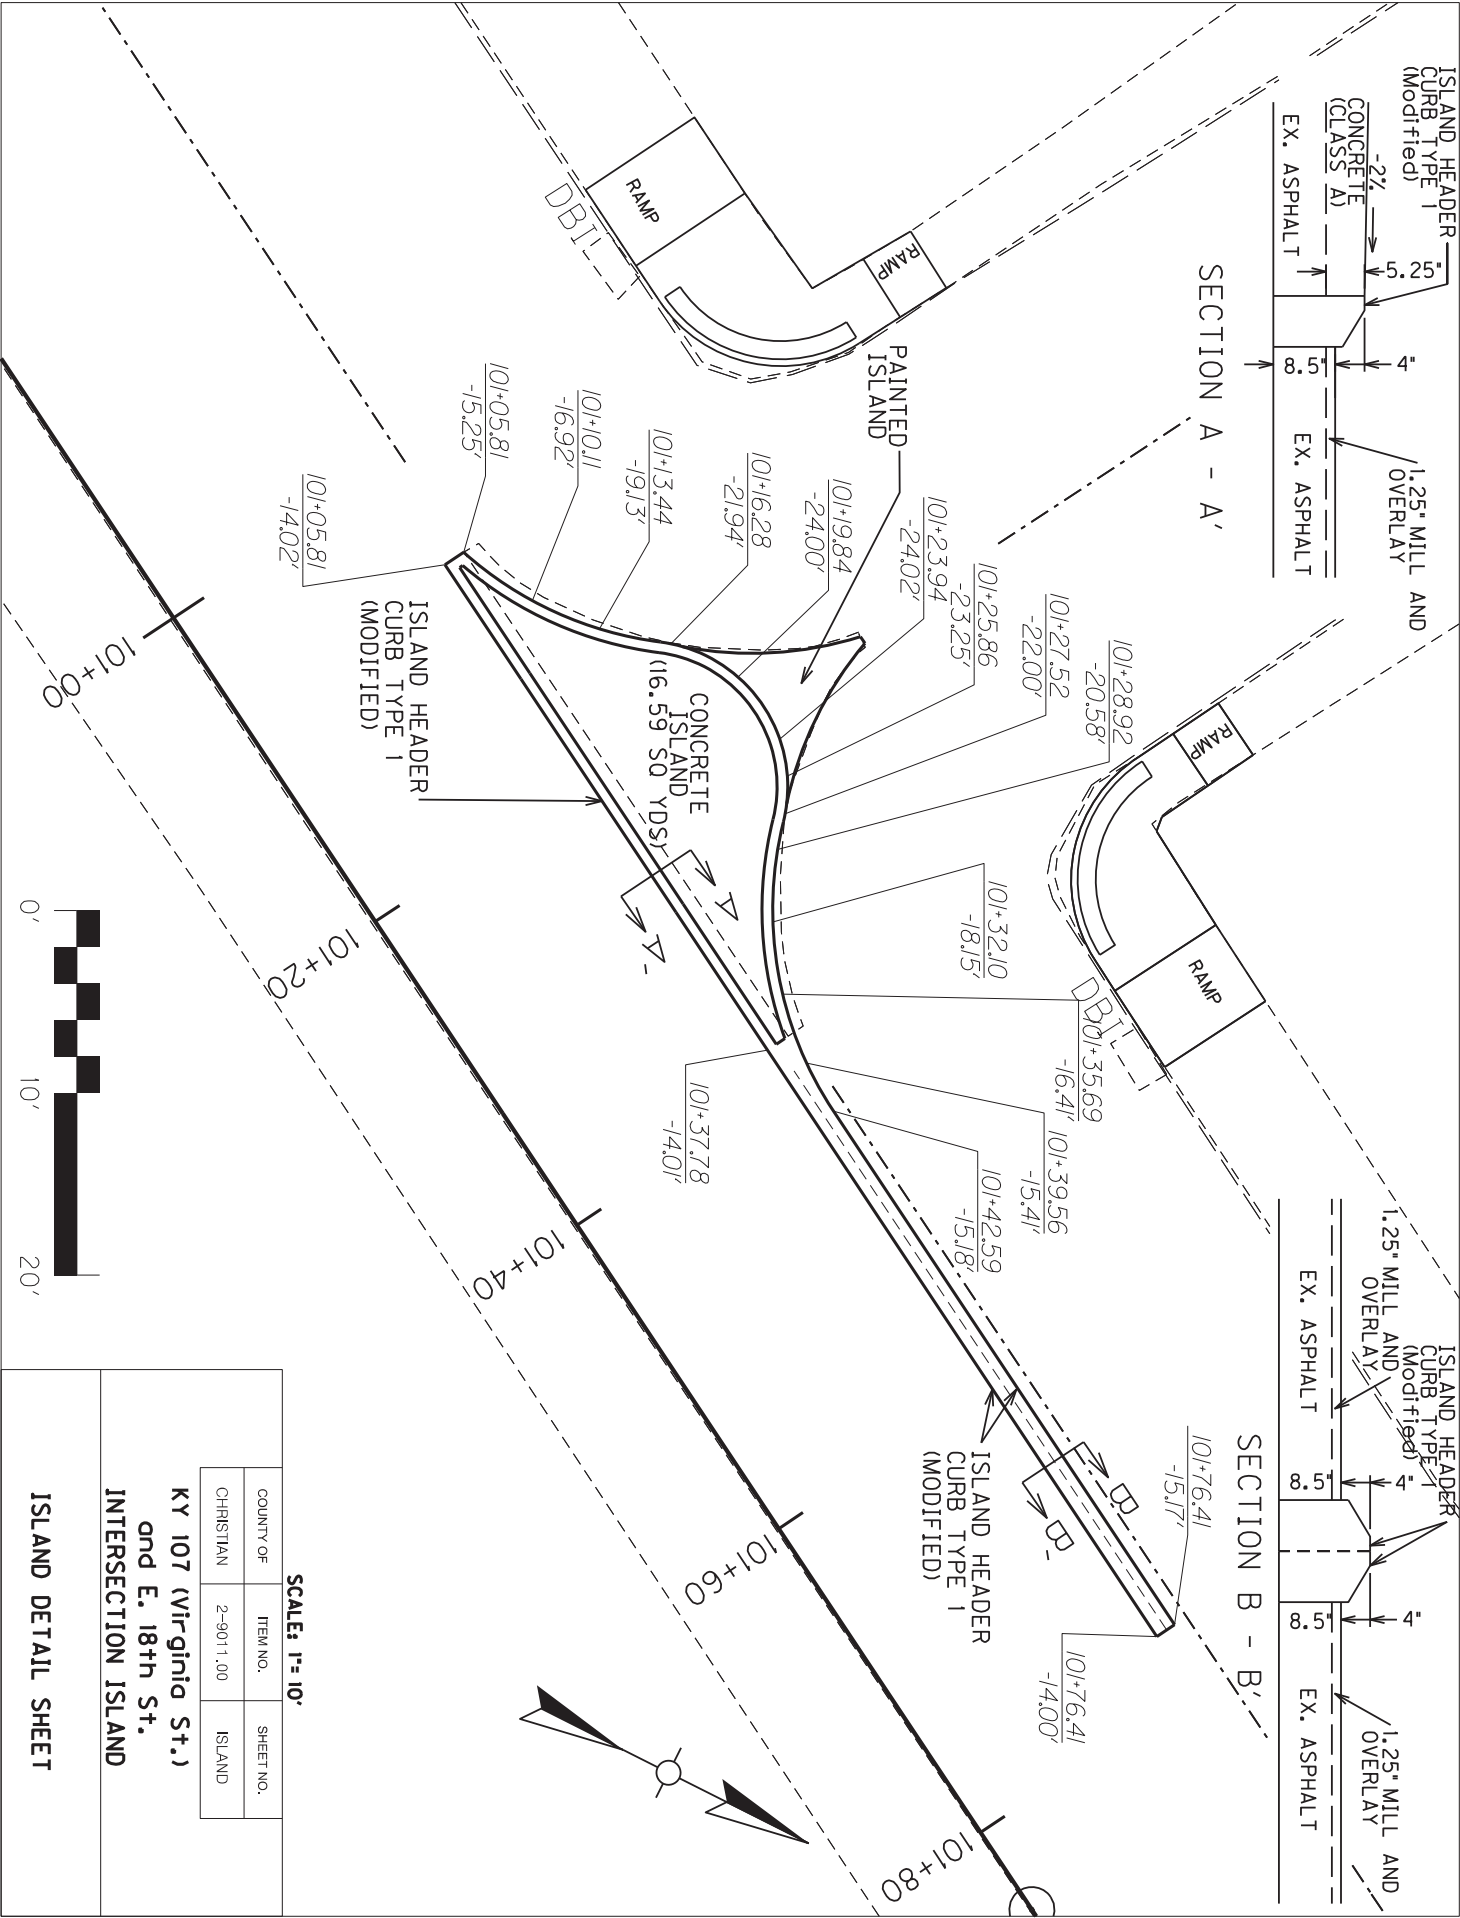 ISLAND HEADER
CURB TYPE 1
(Modified)
CONCRETE
(CLASS A)
-2%
EX. ASPHALT
5.25"
8.5"
4"
1.25" MILL AND
OVERLAY
EX. ASPHALT
SECTION A - A'
ISLAND HEADER
CURB TYPE 1
(Modified)
1.25" MILL AND
OVERLAY
EX. ASPHALT
8.5"
4"
8.5"
4"
1.25" MILL AND
OVERLAY
EX. ASPHALT
SECTION B - B'
RAMP
RAMP
DBI
RAMP
RAMP
DBI
PAINTED
ISLAND
101+05.81
-14.02'
101+05.81
-15.25'
101+10.11
-16.92'
101+13.44
-19.13'
101+16.28
-21.94'
101+19.84
-24.00'
101+23.94
-24.02'
101+25.86
-23.25'
101+27.52
-22.00'
101+28.92
-20.58'
101+32.10
-18.15'
101+35.69
-16.41'
101+39.56
-15.41'
101+42.59
-15.18'
101+76.41
-15.17'
101+76.41
-14.00'
101+37.78
-14.01'
CONCRETE
ISLAND
(16.59 SQ YDS)
A
A'
B
B'
ISLAND HEADER
CURB TYPE 1
(MODIFIED)
ISLAND HEADER
CURB TYPE 1
(MODIFIED)
101+00
101+20
101+40
101+60
101+80
0'
10'
20'
SCALE: 1"= 10'
COUNTY OF
ITEM NO.
SHEET NO.
CHRISTIAN
2-9011.00
ISLAND
KY 107 (Virginia St.)
and E. 18th St.
INTERSECTION ISLAND
ISLAND DETAIL SHEET